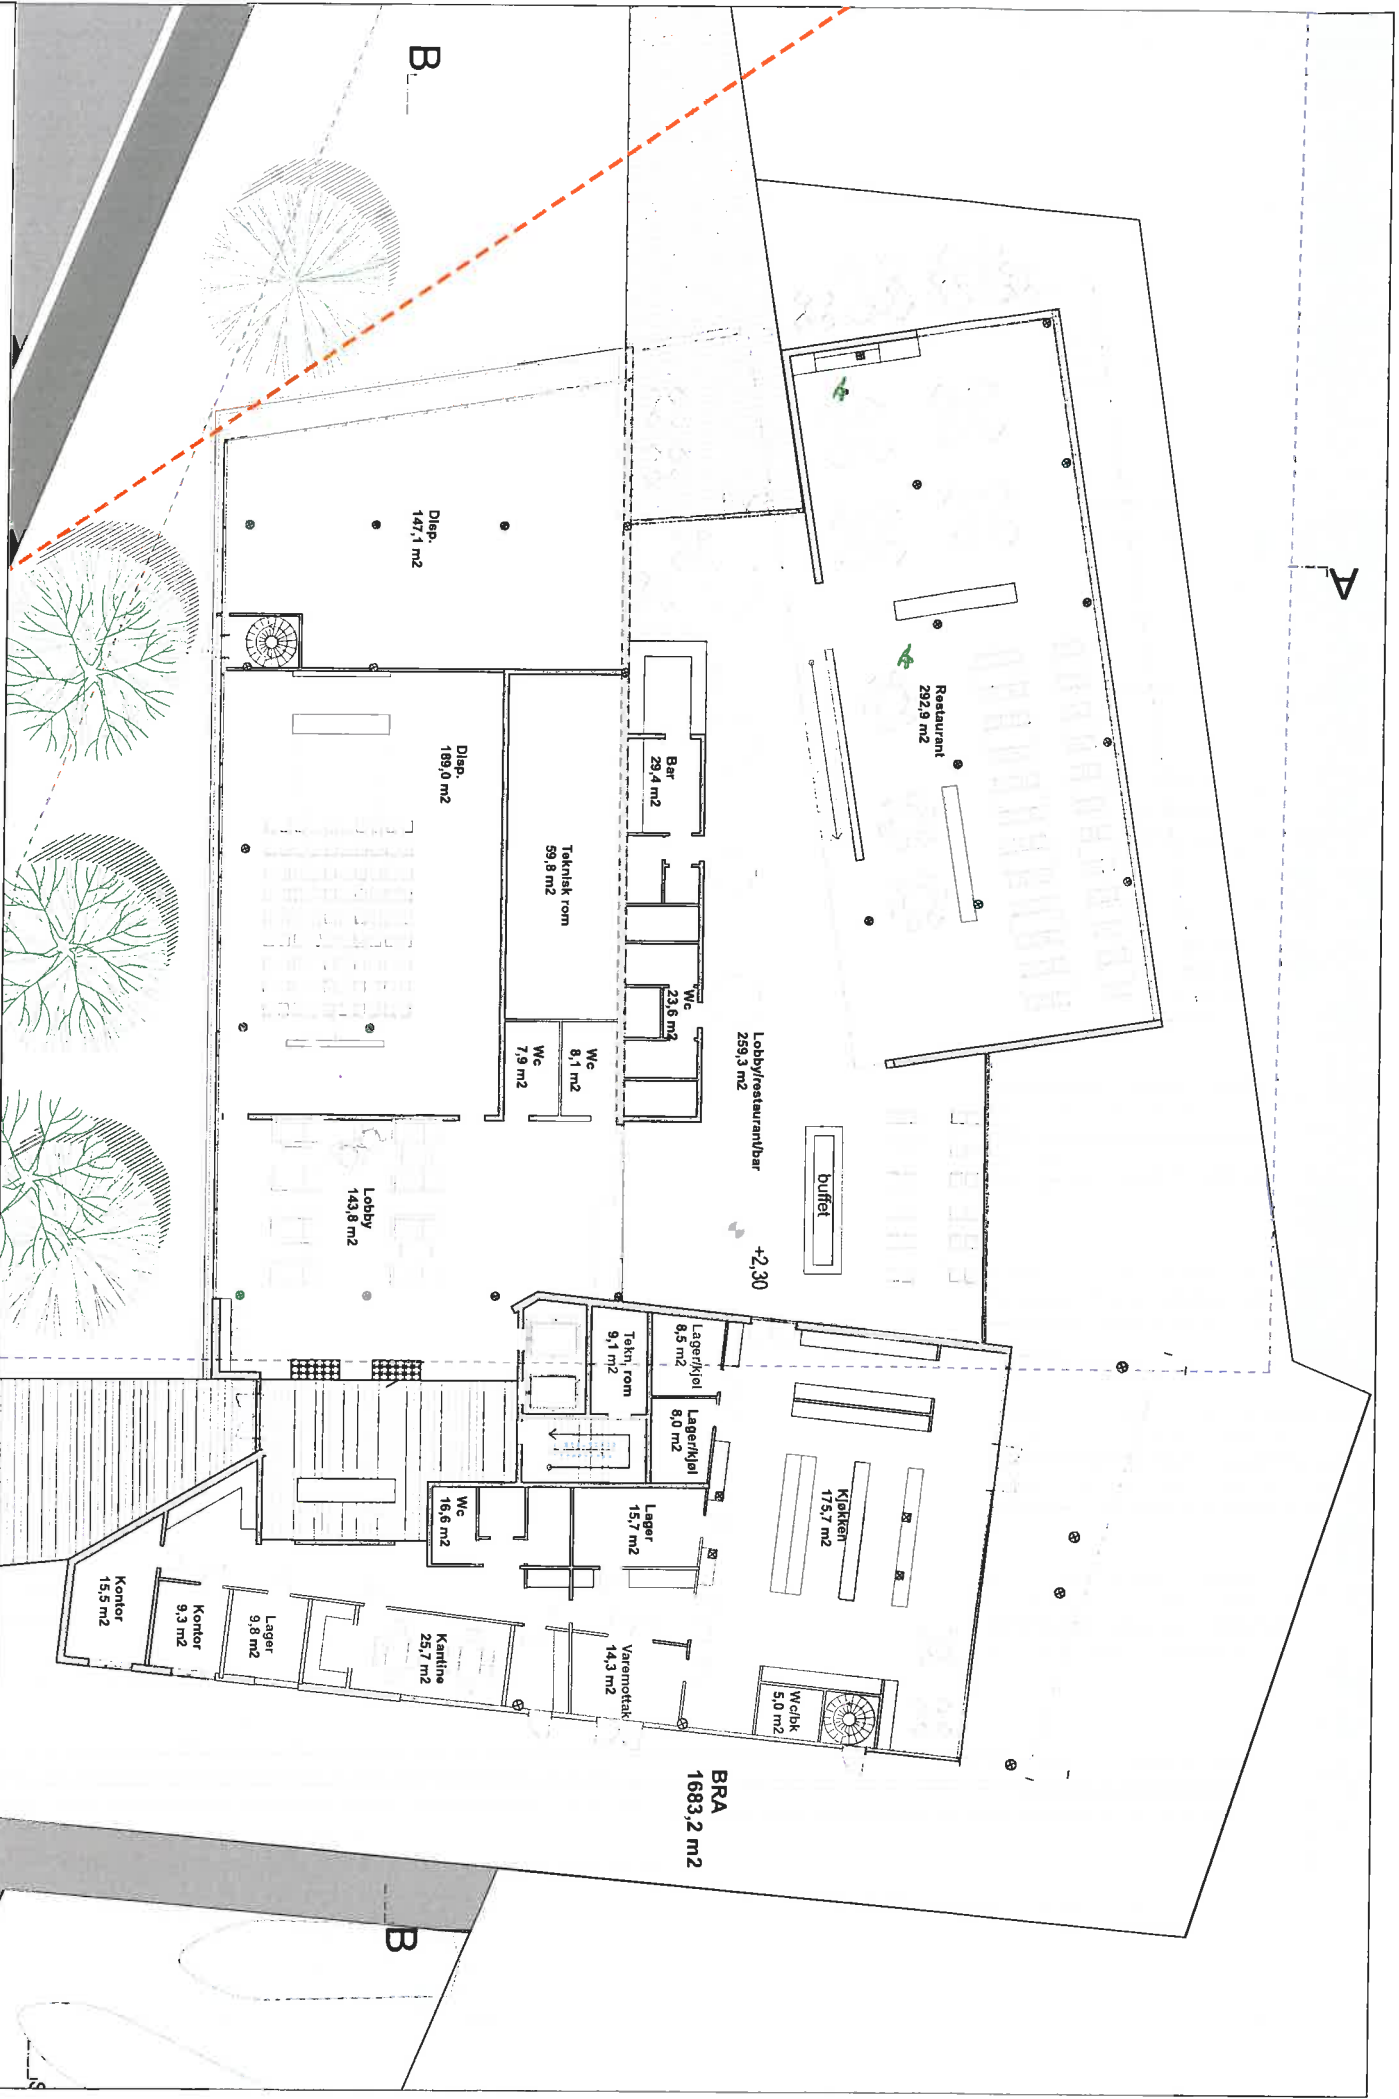 B
A
Disp.
147,1 m2
Restaurant
292,9 m2
Bar
29,4 m2
Disp.
189,0 m2
Teknisk rom
59,8 m2
Wc
23,6 m2
Wc
8,1 m2
Wc
7,9 m2
Lobby/restaurant/bar
259,3 m2
buffet
+2,30
Lobby
143,8 m2
Lager/kjøl
8,5 m2
Tekn. rom
9,1 m2
Lager/kjøl
8,0 m2
Kjøkken
175,7 m2
Lager
15,7 m2
Wc
16,6 m2
Kontor
15,5 m2
Kontor
9,3 m2
Lager
9,8 m2
Kantine
25,7 m2
Varemottak
14,3 m2
Wc/bk
5,0 m2
BRA
1683,2 m2
B